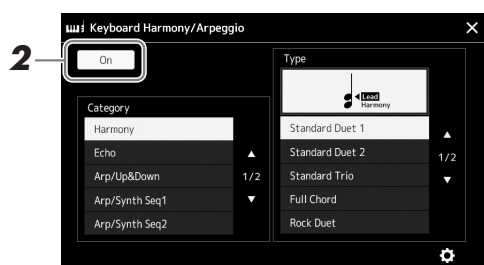 Keyboard Harmony/Arpeggio
2
On
Category
Harmony
Echo
Arp/Up&Down
Arp/Synth Seq1
Arp/Synth Seq2
1/2
Type
Lead
Harmony
Standard Duet 1
Standard Duet 2
Standard Trio
Full Chord
Rock Duet
1/2